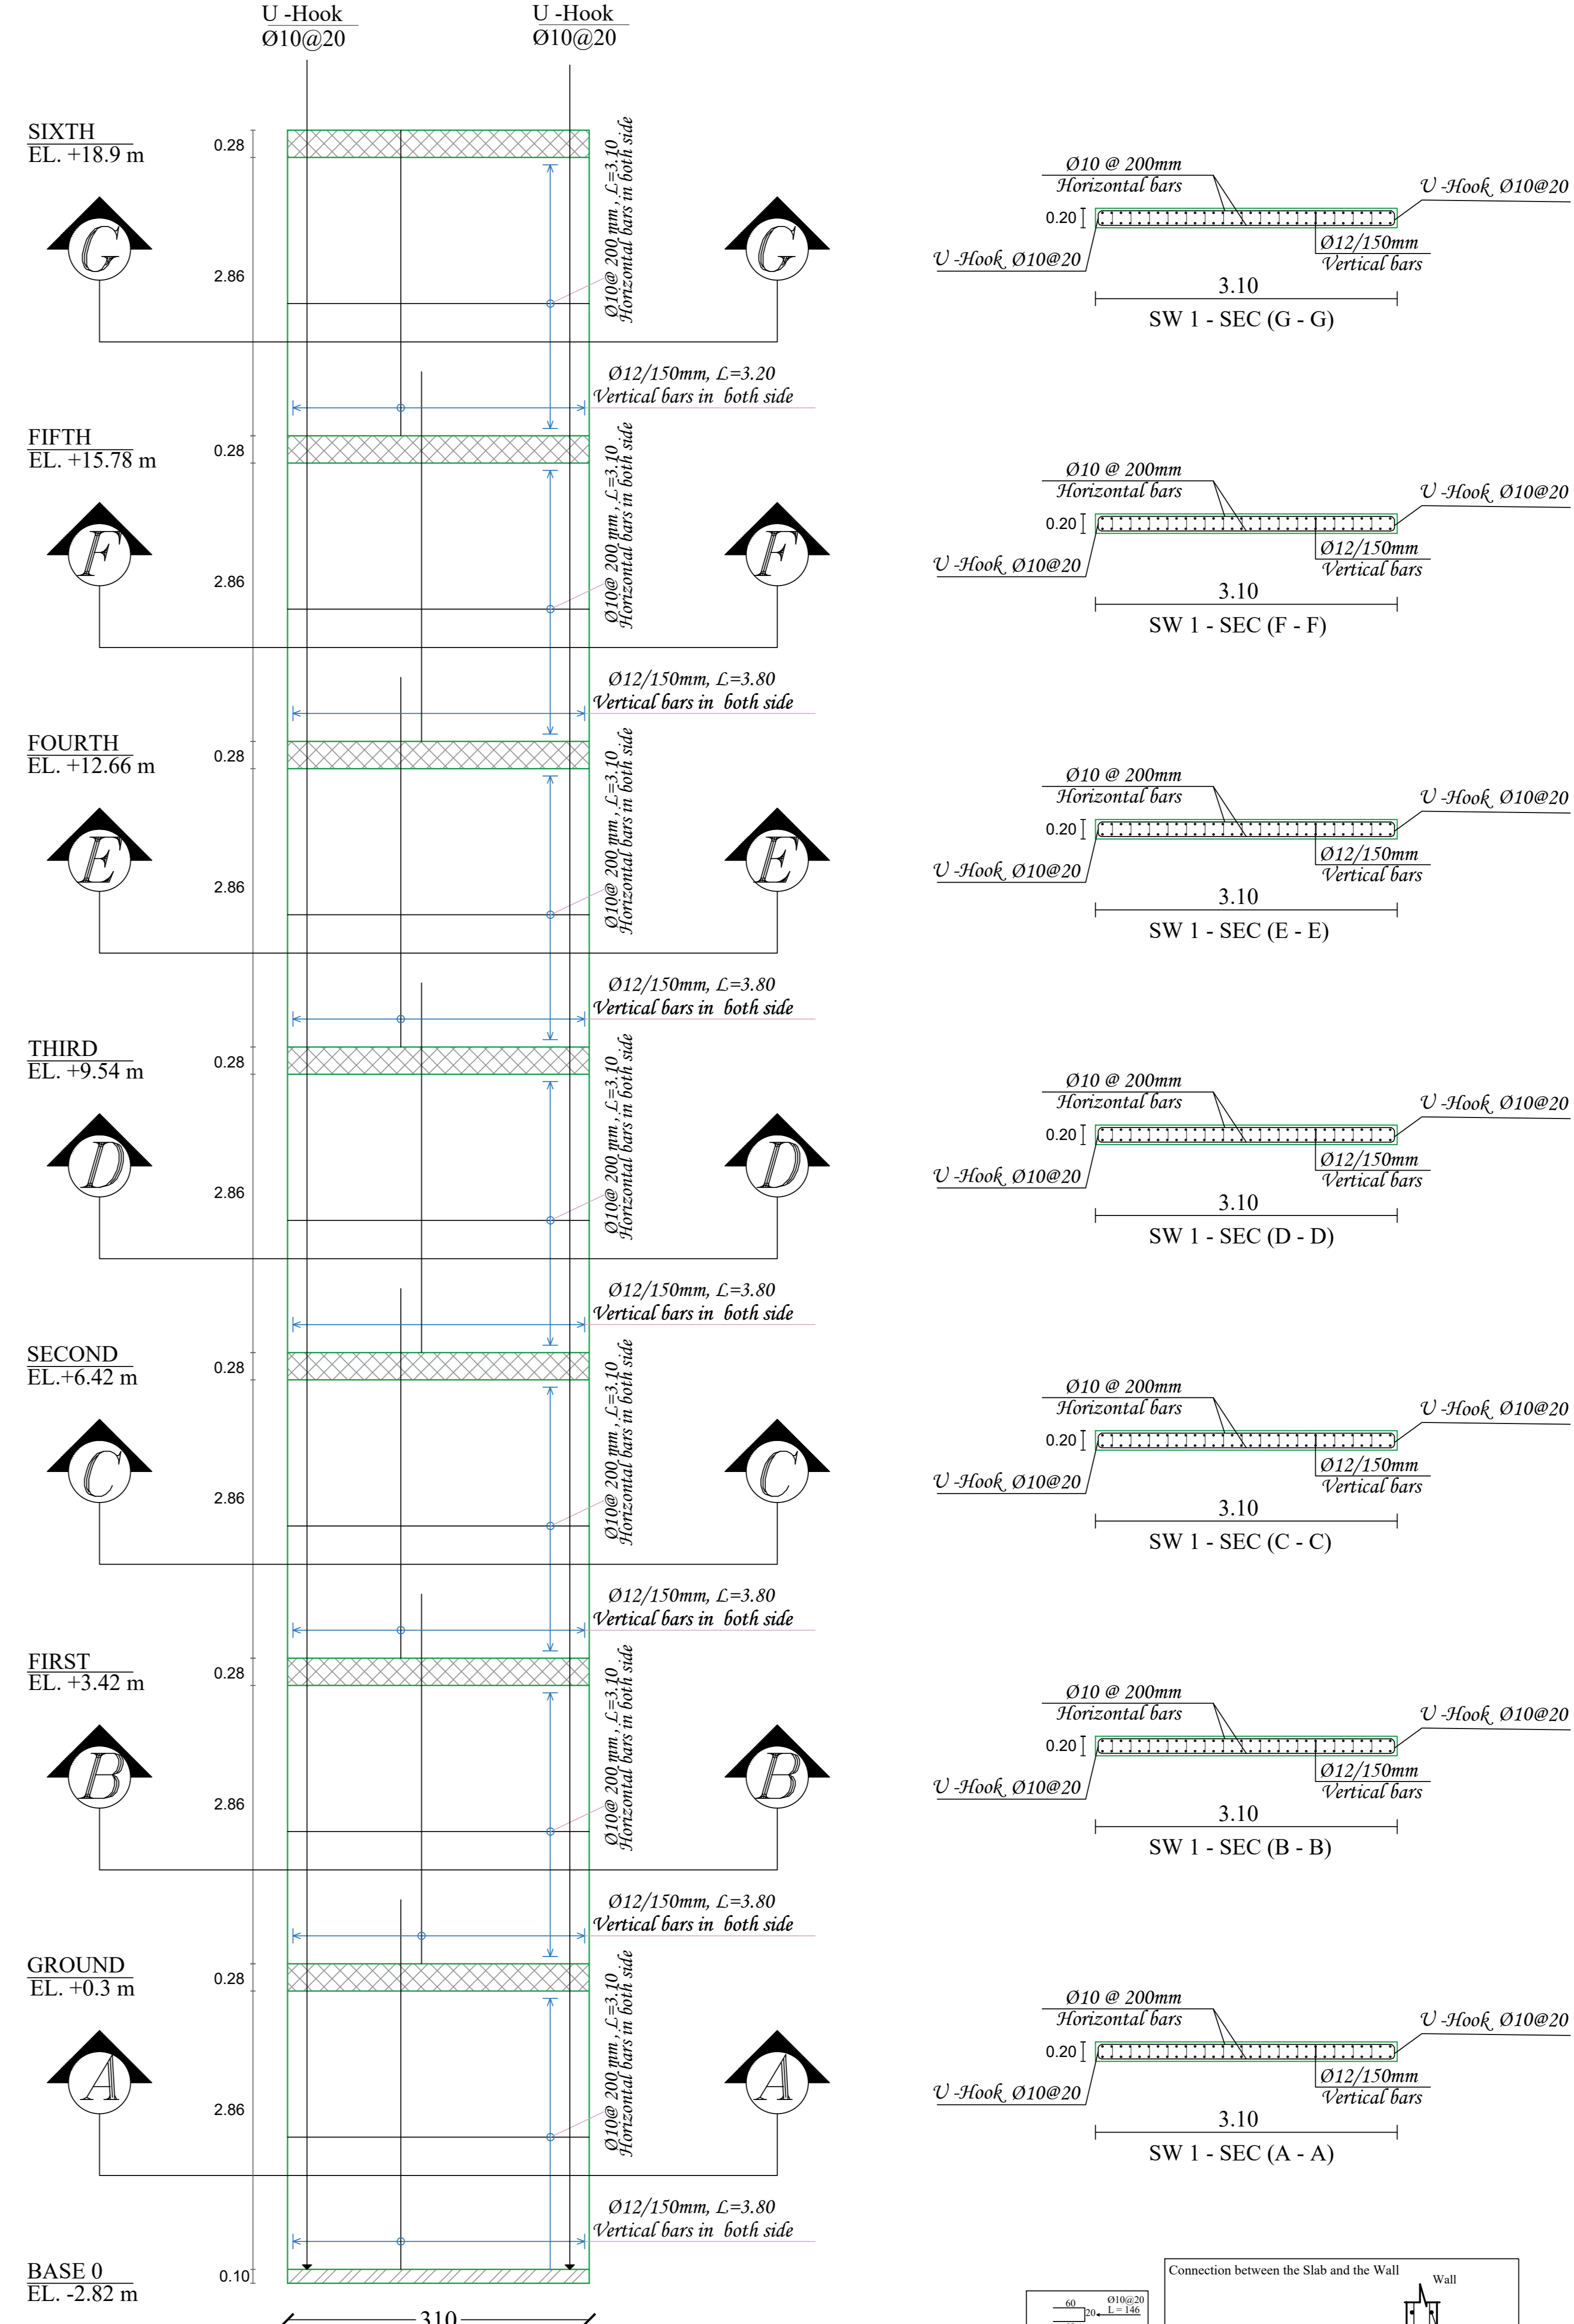 U -Hook
Ø10@20
U -Hook
Ø10@20
SIXTH
EL. +18.9 m
0.28
G
G
2.86
Ø10@ 200 mm , L=3.10
Horizontal bars in both side
Ø12/150mm, L=3.20
Vertical bars in both side
Ø10 @ 200mm
Horizontal bars
U -Hook Ø10@20
0.20
U -Hook Ø10@20
Ø12/150mm
Vertical bars
3.10
SW 1 - SEC (G - G)
FIFTH
EL. +15.78 m
0.28
F
F
2.86
Ø10@ 200 mm , L=3.10
Horizontal bars in both side
Ø12/150mm, L=3.80
Vertical bars in both side
Ø10 @ 200mm
Horizontal bars
U -Hook Ø10@20
0.20
U -Hook Ø10@20
Ø12/150mm
Vertical bars
3.10
SW 1 - SEC (F - F)
FOURTH
EL. +12.66 m
0.28
E
E
2.86
Ø10@ 200 mm , L=3.10
Horizontal bars in both side
Ø12/150mm, L=3.80
Vertical bars in both side
Ø10 @ 200mm
Horizontal bars
U -Hook Ø10@20
0.20
U -Hook Ø10@20
Ø12/150mm
Vertical bars
3.10
SW 1 - SEC (E - E)
THIRD
EL. +9.54 m
0.28
D
D
2.86
Ø10@ 200 mm , L=3.10
Horizontal bars in both side
Ø12/150mm, L=3.80
Vertical bars in both side
Ø10 @ 200mm
Horizontal bars
U -Hook Ø10@20
0.20
U -Hook Ø10@20
Ø12/150mm
Vertical bars
3.10
SW 1 - SEC (D - D)
SECOND
EL.+6.42 m
0.28
C
C
2.86
Ø10@ 200 mm , L=3.10
Horizontal bars in both side
Ø12/150mm, L=3.80
Vertical bars in both side
Ø10 @ 200mm
Horizontal bars
U -Hook Ø10@20
0.20
U -Hook Ø10@20
Ø12/150mm
Vertical bars
3.10
SW 1 - SEC (C - C)
FIRST
EL. +3.42 m
0.28
B
B
2.86
Ø10@ 200 mm , L=3.10
Horizontal bars in both side
Ø12/150mm, L=3.80
Vertical bars in both side
Ø10 @ 200mm
Horizontal bars
U -Hook Ø10@20
0.20
U -Hook Ø10@20
Ø12/150mm
Vertical bars
3.10
SW 1 - SEC (B - B)
GROUND
EL. +0.3 m
0.28
A
A
2.86
Ø10@ 200 mm , L=3.10
Horizontal bars in both side
Ø12/150mm, L=3.80
Vertical bars in both side
Ø10 @ 200mm
Horizontal bars
U -Hook Ø10@20
0.20
U -Hook Ø10@20
Ø12/150mm
Vertical bars
3.10
SW 1 - SEC (A - A)
BASE 0
EL. -2.82 m
0.10
310
60
20
Ø10@20
L = 146
Connection between the Slab and the Wall
Wall